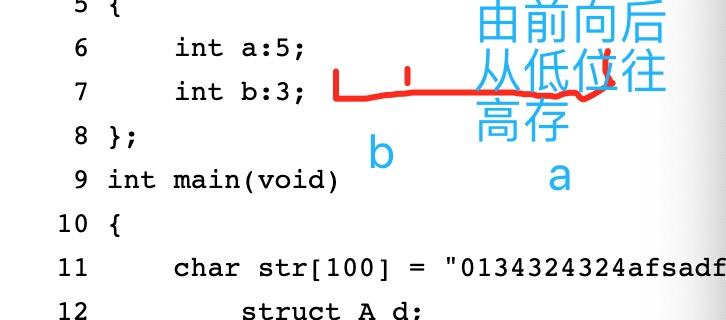 5 {
由前向后
6 int a:5;
从低位往
7 int b:3;
高存
8 };
b
a
9 int main(void)
10 {
11 char str[100] = "0134324324afsadf
12 struct A d;